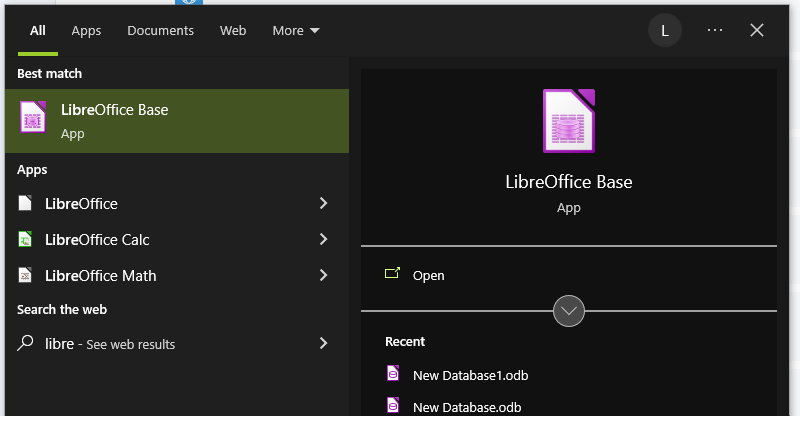 All Apps Documents Web More L ... 
Best match
LibreOffice Base
App
Apps
LibreOffice
LibreOffice Calc
LibreOffice Math
Search the web
libre - See web results
LibreOffice Base
App
Open
Recent
New Database1.odb
New Database.odb